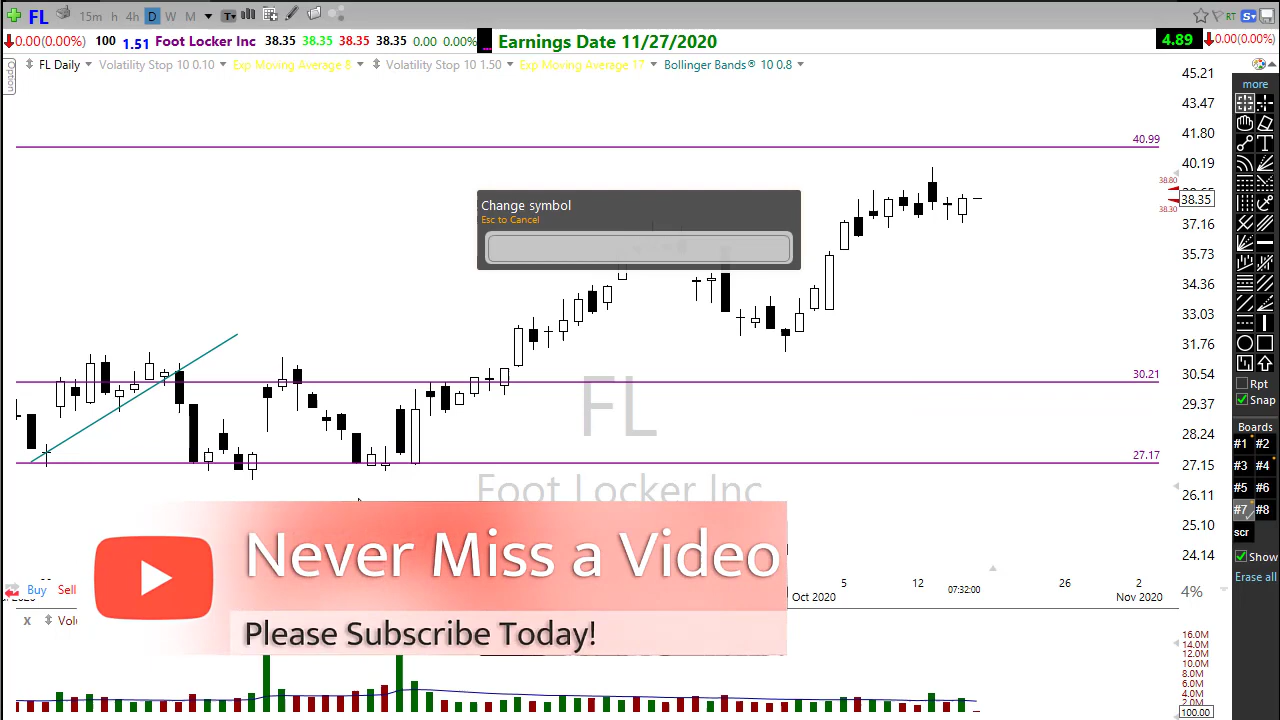 FL 15m h 4h D W M T RT S
0.00(0.00%) 100 1.51 Foot Locker Inc 38.35 38.35 38.35 38.35 0.00 0.00% Earnings Date 11/27/2020 4.89 0.00(0.00%)
FL Daily Volatility Stop 10 0.10 Exp Moving Average 8 Volatility Stop 10 1.50 Exp Moving Average 17 Bollinger Bands® 10 0.8
Option
45.21
43.47
41.80
40.19
38.65
38.35
37.16
35.73
34.36
33.03
31.76
30.54
29.37
28.24
27.15
26.11
25.10
24.14
4%
40.99
38.80
38.30
30.21
27.17
Change symbol
Esc to Cancel
FL
Foot Locker Inc
Never Miss a Video
Please Subscribe Today!
Buy Sell
5 12 26 2
Oct 2020 07:32:00 Nov 2020
X
16.0M
14.0M
12.0M
10.0M
8.0M
6.0M
4.0M
2.0M
100.00
more
T
Rpt
Snap
Boards
#1 #2
#3 #4
#5 #6
#7 #8
scr
Show
Erase all